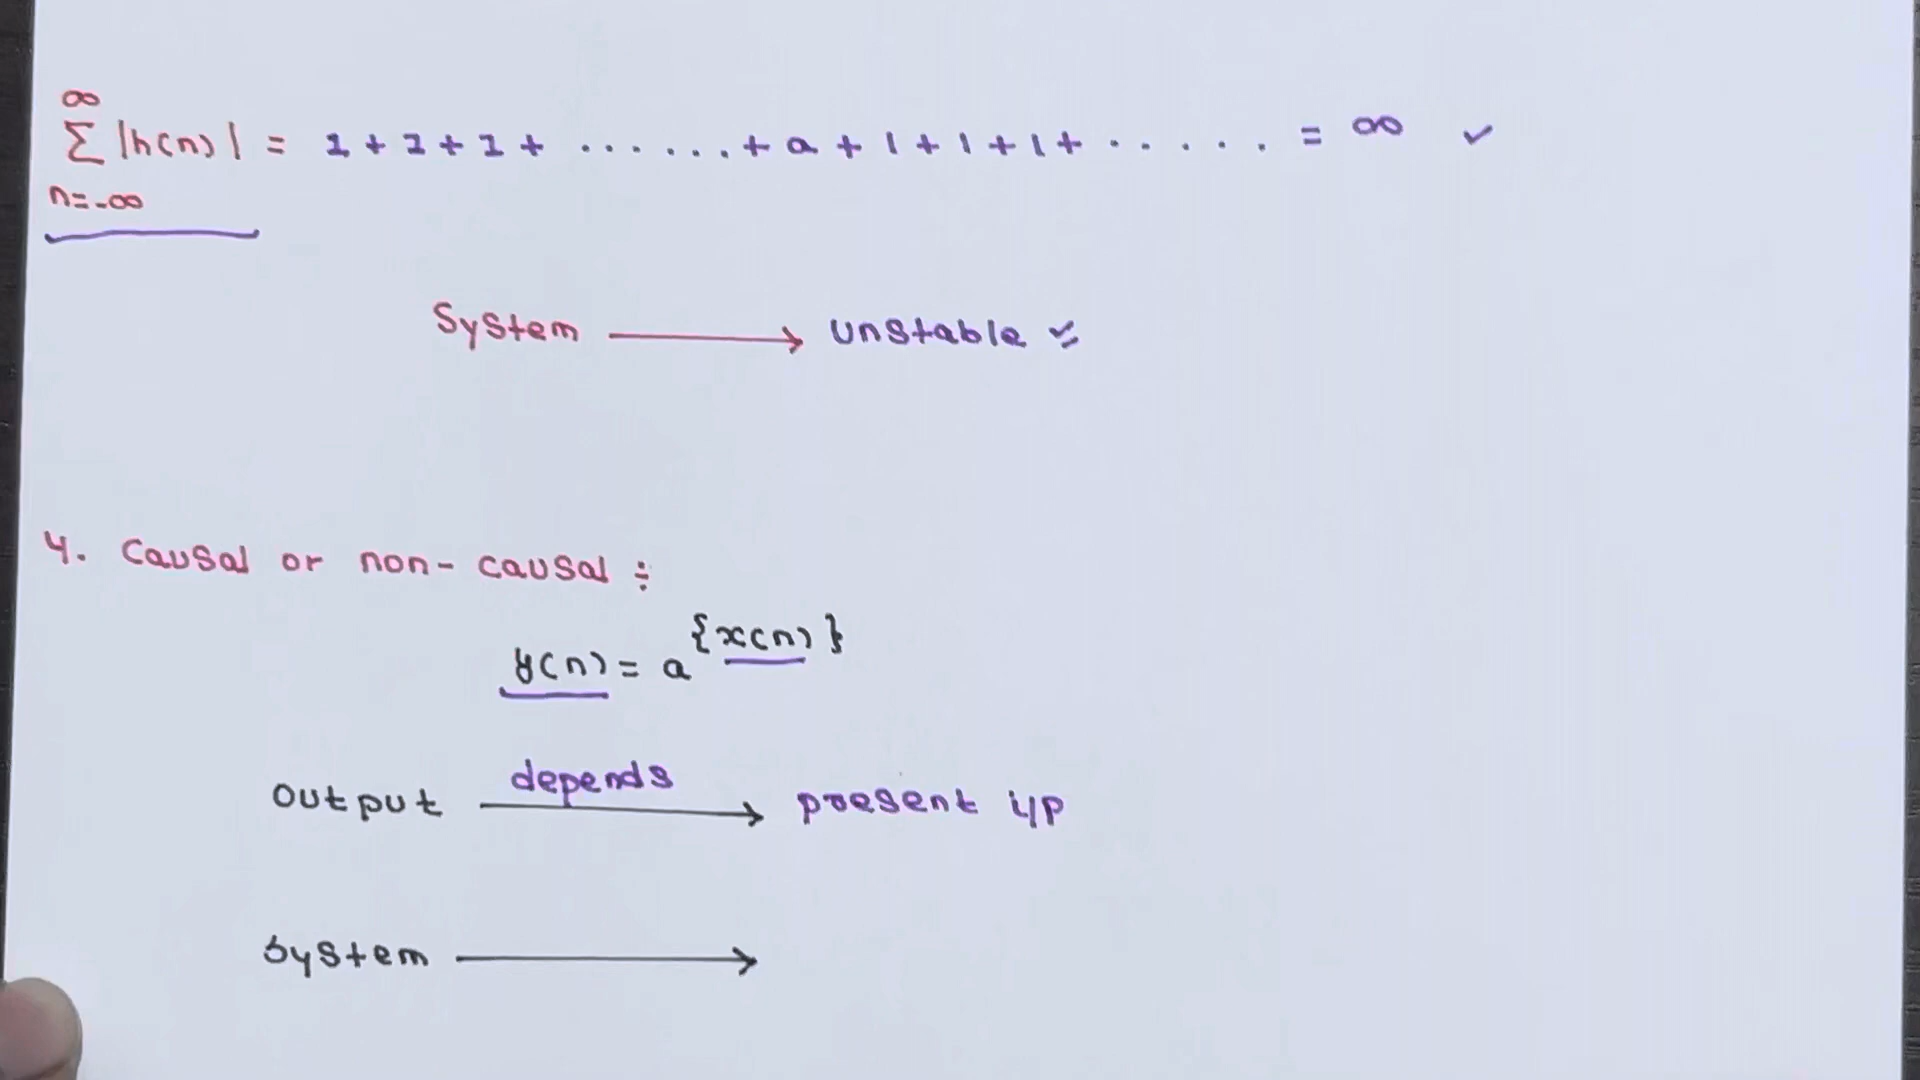 ∞
Σ |h(n)| = 1 + 1 + 1 + ....... + a + 1 + 1 + 1 + ..... = ∞ ✓
n=-∞
System ⟶ unstable ✓
4. Causal or non-causal :
y(n) = a^{x(n)}
output ⟶ depends present i/p
System ⟶